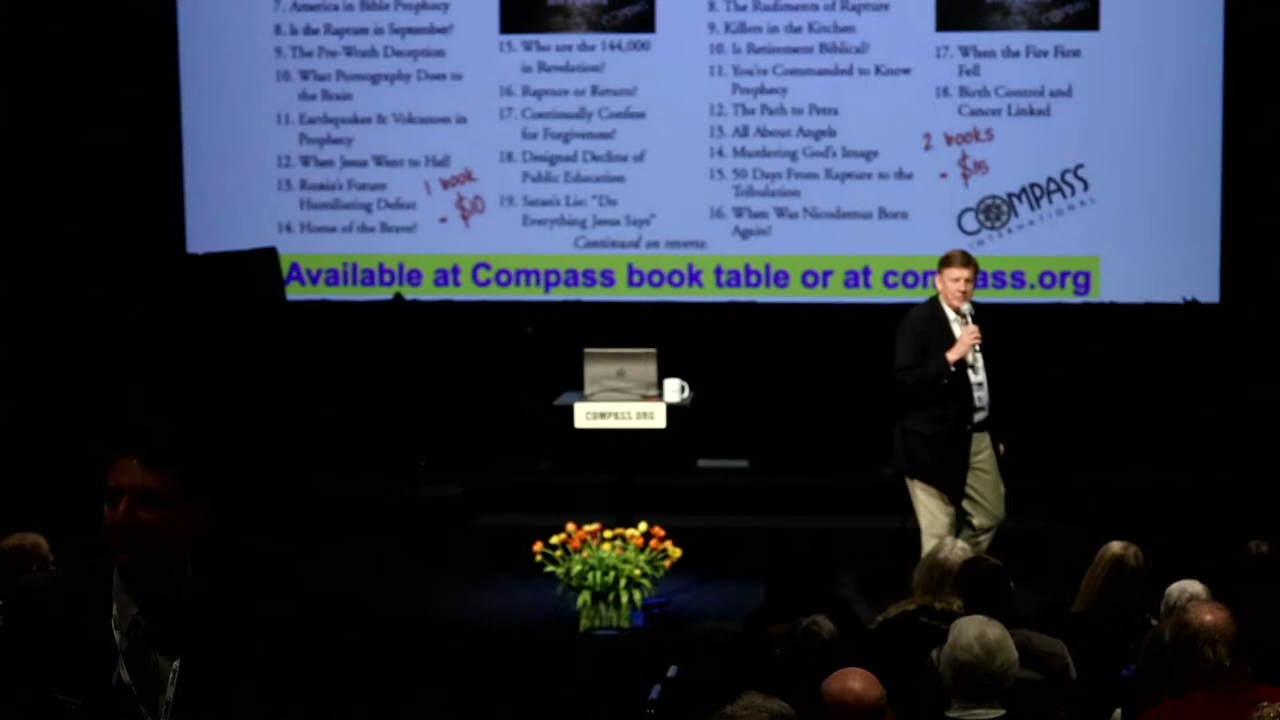 7. America in Bible Prophecy
8. Is the Rapture in September?
9. The Pre-Wrath Deception
10. What Pornography Does to
the Brain
11. Earthquakes & Volcanoes in
Prophecy
12. When Jesus Went to Hell
13. Russia's Future
Humiliating Defeat
14. Home of the Brave?
1 book
- $10
15. Who are the 144,000
in Revelation?
16. Rapture or Return?
17. Continually Confess
for Forgiveness?
18. Designed Decline of
Public Education
19. Satan's Lie: "Do
Everything Jesus Says"
Continued on reverse.
8. The Rudiments of Rapture
9. Killers in the Kitchen
10. Is Retirement Biblical?
11. You're Commanded to Know
Prophecy
12. The Path to Petra
13. All About Angels
14. Murdering God's Image
15. 50 Days From Rapture to the
Tribulation
16. When Was Nicodemus Born
Again?
17. When the Fire First
Fell
18. Birth Control and
Cancer Linked
2 books
- $15
COMPASS
INTERNATIONAL
Available at Compass book table or at compass.org
COMPASS.ORG